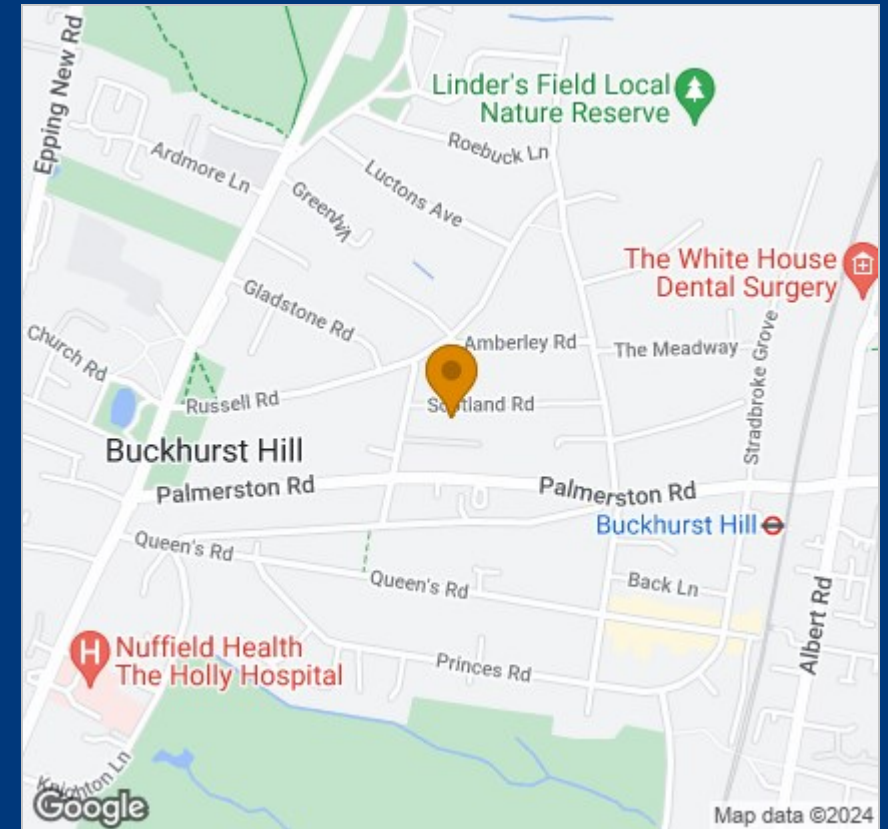 Epping New Rd
Linder's Field Local
Nature Reserve
Roebuck Ln
Ardmore Ln
Luctons Ave
The White House
Dental Surgery
Gladstone Rd
Church Rd
Amberley Rd
The Meadway
Stradbroke Grove
Russell Rd
Scotland Rd
Buckhurst Hill
Palmerston Rd
Palmerston Rd
Buckhurst Hill
Queen's Rd
Queen's Rd
Back Ln
Albert Rd
Nuffield Health
The Holly Hospital
H
Princes Rd
Knighton Ln
Google
Map data ©2024